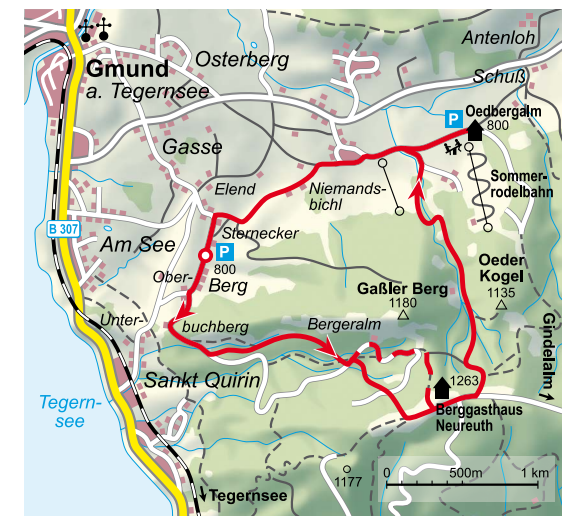 Antenloh
Osterberg
Gmund
a. Tegernsee
Schuß
P
Oedbergalm
800
Gasse
Elend
Niemands-
bichl
Sommer-
rodelbahn
B 307
Am See
Sternecker
P
800
Ober-
Berg
Oeder
Kogel
1135
Gaßler Berg
1180
Unter-
buchberg
Bergeralm
Gindelalm
Sankt Quirin
1263
Tegern-
see
Berggasthaus
Neureuth
1177
0 500m 1 km
Tegernsee